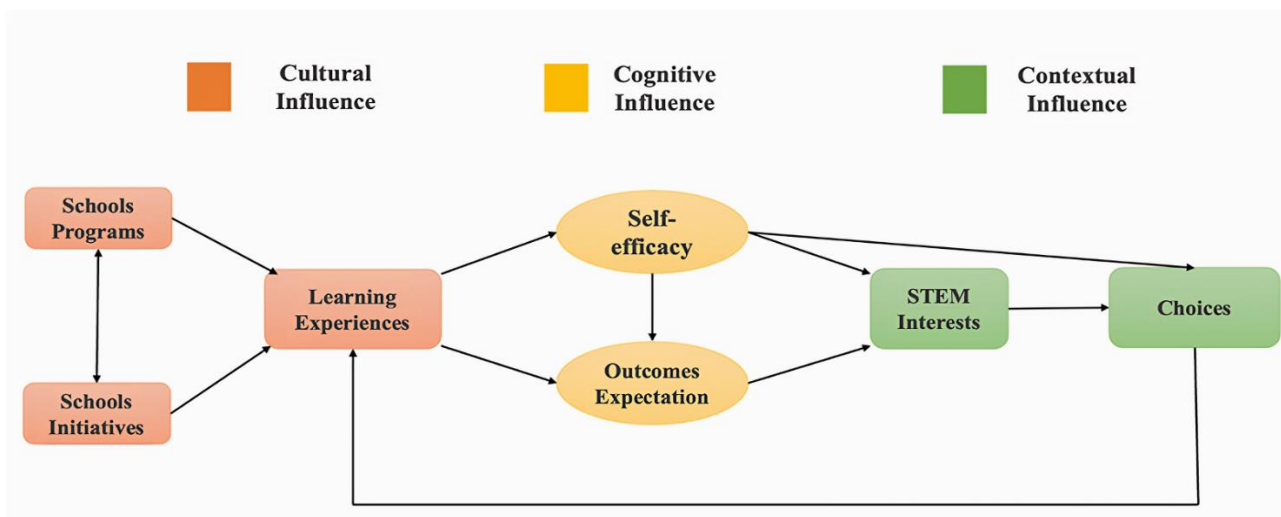 Cultural
Influence
Cognitive
Influence
Contextual
Influence
Schools
Programs
Schools
Initiatives
Learning
Experiences
Self-
efficacy
Outcomes
Expectation
STEM
Interests
Choices